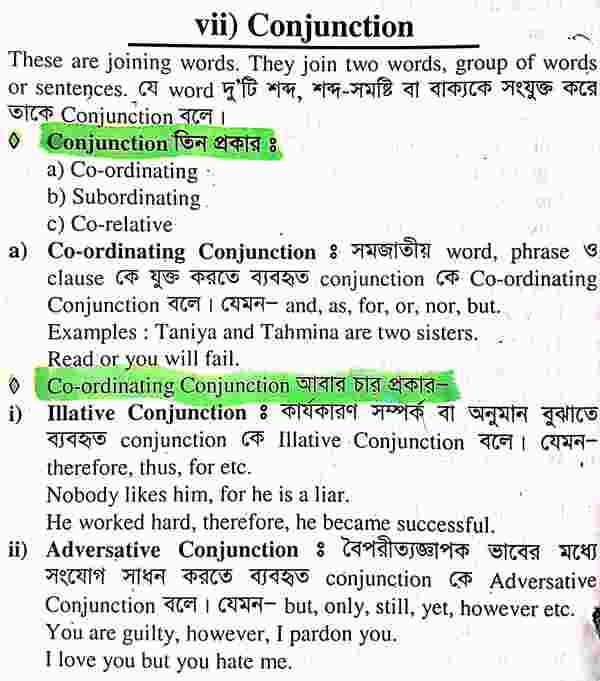 vii) Conjunction
These are joining words. They join two words, group of words
or sentences. যে word দু'টি শব্দ, শব্দ-সমষ্টি বা বাক্যকে সংযুক্ত করে
তাকে Conjunction বলে।
◊ Conjunction তিন প্রকার ঃ
a) Co-ordinating
b) Subordinating
c) Co-relative
a) Co-ordinating Conjunction ঃ সমজাতীয় word, phrase ও
clause কে যুক্ত করতে ব্যবহৃত conjunction কে Co-ordinating
Conjunction বলে। যেমন– and, as, for, or, nor, but.
Examples : Taniya and Tahmina are two sisters.
Read or you will fail.
◊ Co-ordinating Conjunction আবার চার প্রকার–
i) Illative Conjunction ঃ কার্যকারণ সম্পর্ক বা অনুমান বুঝাতে
ব্যবহৃত conjunction কে Illative Conjunction বলে। যেমন–
therefore, thus, for etc.
Nobody likes him, for he is a liar.
He worked hard, therefore, he became successful.
ii) Adversative Conjunction ঃ বৈপরীত্যজ্ঞাপক ভাবের মধ্যে
সংযোগ সাধন করতে ব্যবহৃত conjunction কে Adversative
Conjunction বলে। যেমন– but, only, still, yet, however etc.
You are guilty, however, I pardon you.
I love you but you hate me.